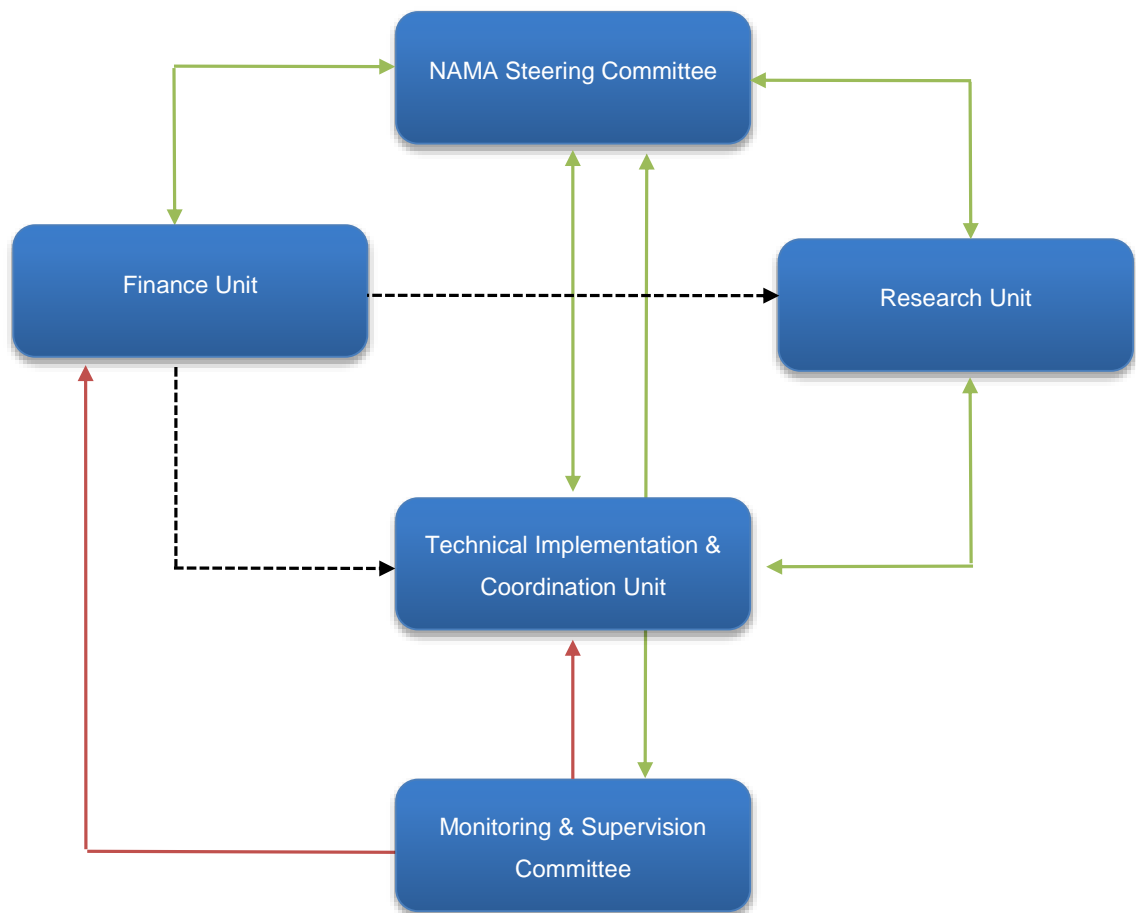 NAMA Steering Committee
Finance Unit
Research Unit
Technical Implementation &
Coordination Unit
Monitoring & Supervision
Committee